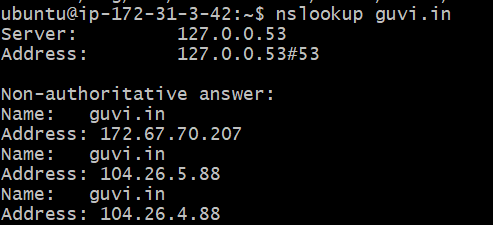 ubuntu@ip-172-31-3-42:~$ nslookup guvi.in
Server:         127.0.0.53
Address:        127.0.0.53#53

Non-authoritative answer:
Name:   guvi.in
Address: 172.67.70.207
Name:   guvi.in
Address: 104.26.5.88
Name:   guvi.in
Address: 104.26.4.88